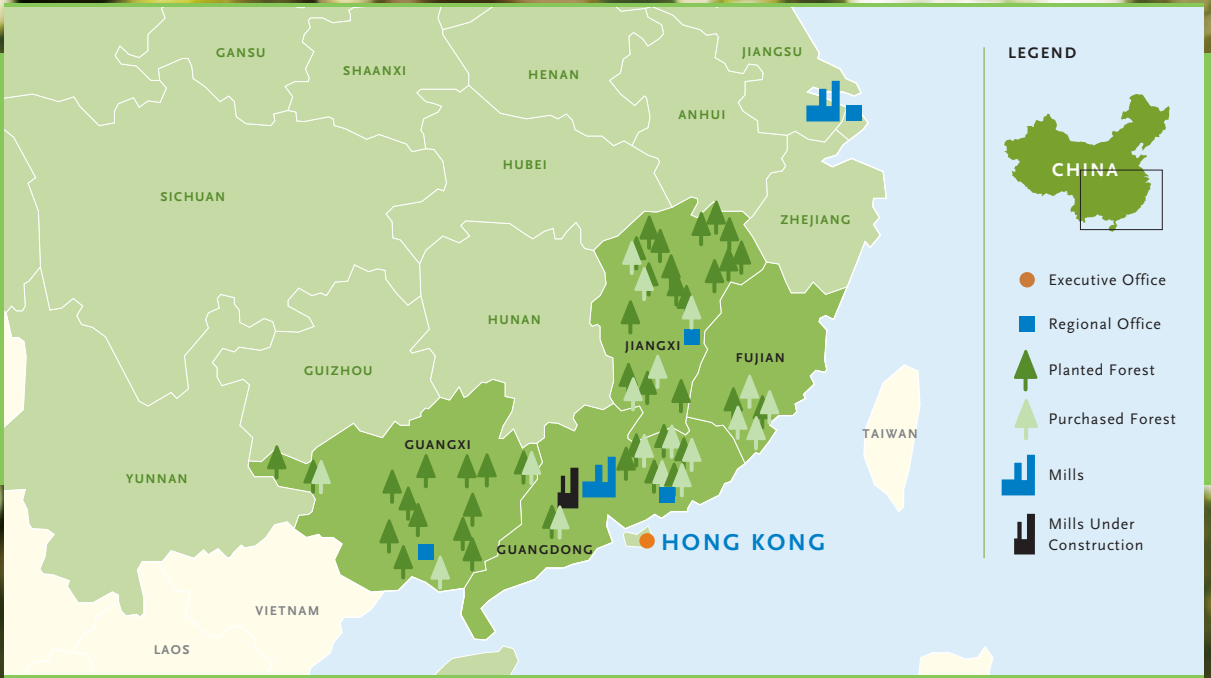 GANSU
SHAANXI
HENAN
JIANGSU
ANHUI
HUBEI
SICHUAN
ZHEJIANG
HUNAN
JIANGXI
FUJIAN
GUIZHOU
GUANGXI
TAIWAN
YUNNAN
GUANGDONG
HONG KONG
VIETNAM
LAOS
LEGEND
CHINA
Executive Office
Regional Office
Planted Forest
Purchased Forest
Mills
Mills Under
Construction